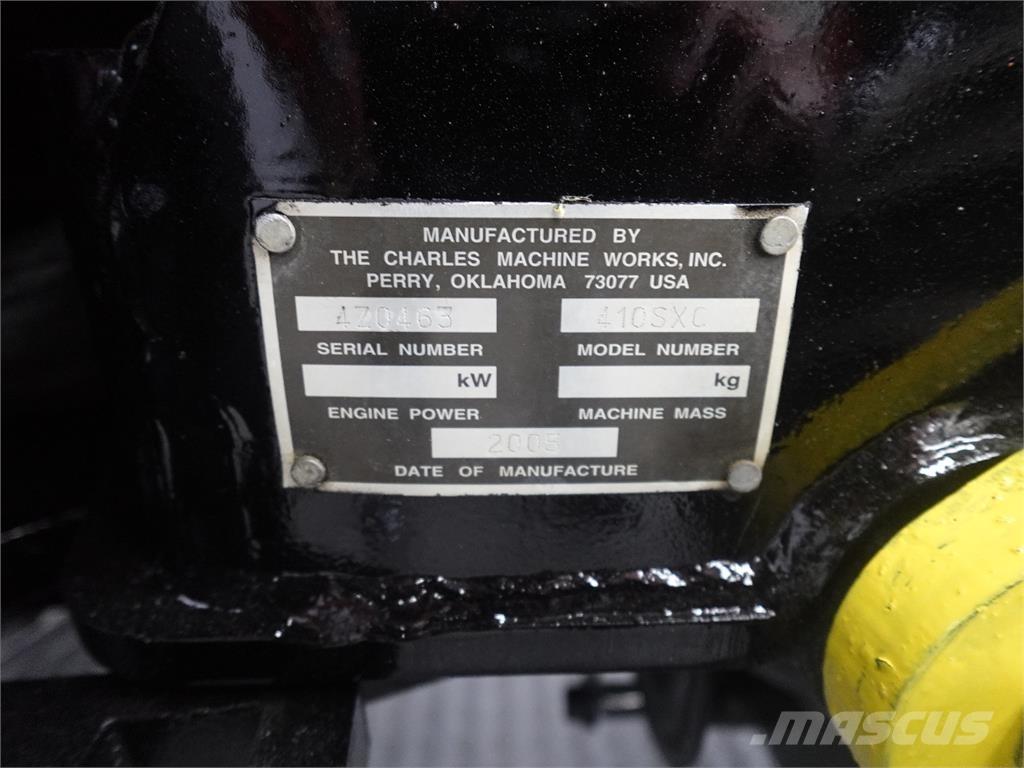 MANUFACTURED BY
THE CHARLES MACHINE WORKS, INC.
PERRY, OKLAHOMA 73077 USA
4Z0463 410SXC
SERIAL NUMBER MODEL NUMBER
kW kg
ENGINE POWER MACHINE MASS
2005
DATE OF MANUFACTURE
MASCUS